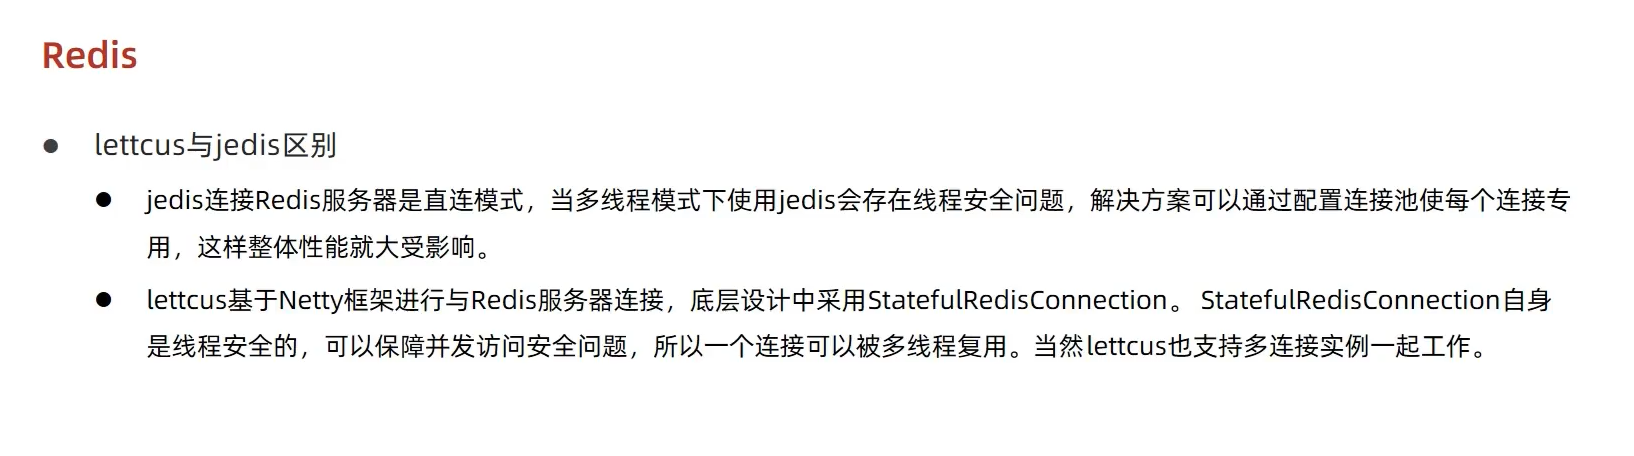 Redis
lettcus与jedis区别
jedis连接Redis服务器是直连模式，当多线程模式下使用jedis会存在线程安全问题，解决方案可以通过配置连接池使每个连接专
用，这样整体性能就大受影响。
lettcus基于Netty框架进行与Redis服务器连接，底层设计中采用StatefulRedisConnection。 StatefulRedisConnection自身
是线程安全的，可以保障并发访问安全问题，所以一个连接可以被多线程复用。当然lettcus也支持多连接实例一起工作。